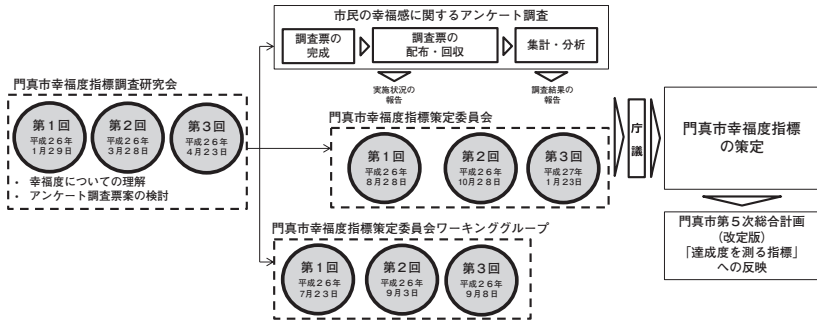 市民の幸福感に関するアンケート調査
調査票の
完成
調査票の
配布・回収
集計・分析
実施状況の
報告
調査結果の
報告
門真市幸福度指標調査研究会
第1回
平成26年
1月29日
第2回
平成26年
3月28日
第3回
平成26年
4月23日
・ 幸福度についての理解
・ アンケート調査票案の検討
門真市幸福度指標策定委員会
第1回
平成26年
8月28日
第2回
平成26年
10月28日
第3回
平成27年
1月23日
門真市幸福度指標策定委員会ワーキンググループ
第1回
平成26年
7月23日
第2回
平成26年
9月3日
第3回
平成26年
9月8日
庁議
門真市幸福度指標
の策定
門真市第5次総合計画
(改定版)
「達成度を測る指標」
への反映